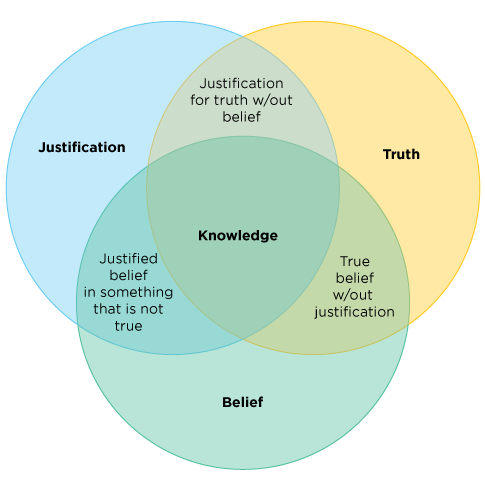 Justification
for truth w/out
belief
Justification
Truth
Knowledge
Justified
belief
in something
that is not
true
True
belief
w/out
justification
Belief